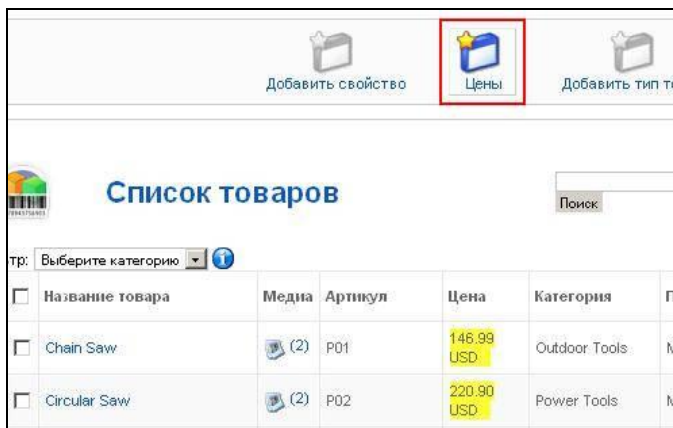 Добавить свойство Цены Добавить тип т
Список товаров
Поиск
тр: Выберите категорию
Название товара Медиа Артикул Цена Категория
Chain Saw (2) P01 146.99 USD Outdoor Tools
Circular Saw (2) P02 220.90 USD Power Tools